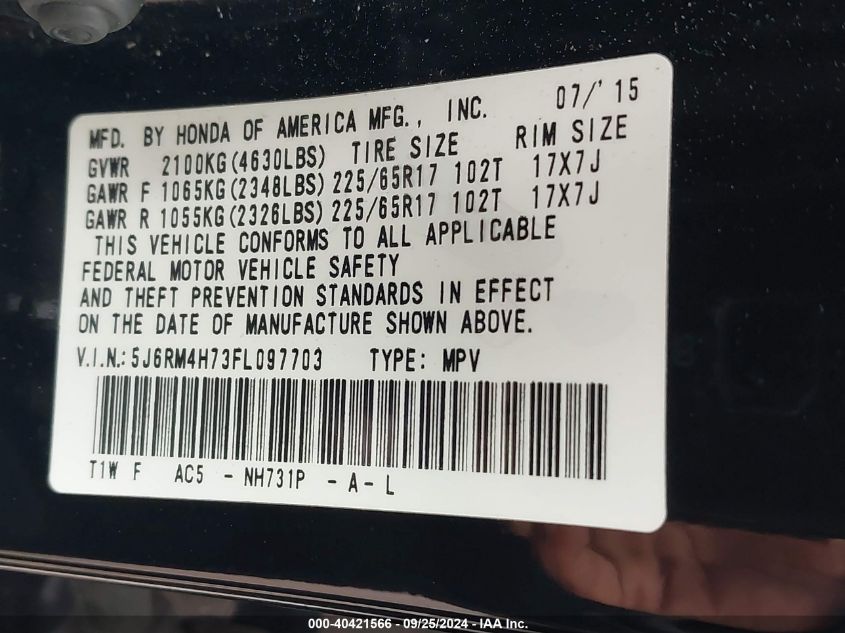 MFD. BY HONDA OF AMERICA MFG., INC. 07/'15
GVWR 2100KG(4630LBS) TIRE SIZE RIM SIZE
GAWR F 1065KG(2348LBS) 225/65R17 102T 17X7J
GAWR R 1055KG(2326LBS) 225/65R17 102T 17X7J
THIS VEHICLE CONFORMS TO ALL APPLICABLE
FEDERAL MOTOR VEHICLE SAFETY
AND THEFT PREVENTION STANDARDS IN EFFECT
ON THE DATE OF MANUFACTURE SHOWN ABOVE.
V.I.N.: 5J6RM4H73FL097703 TYPE: MPV
T1W F AC5 - NH731P - A - L
000-40421566 - 09/25/2024 - IAA Inc.